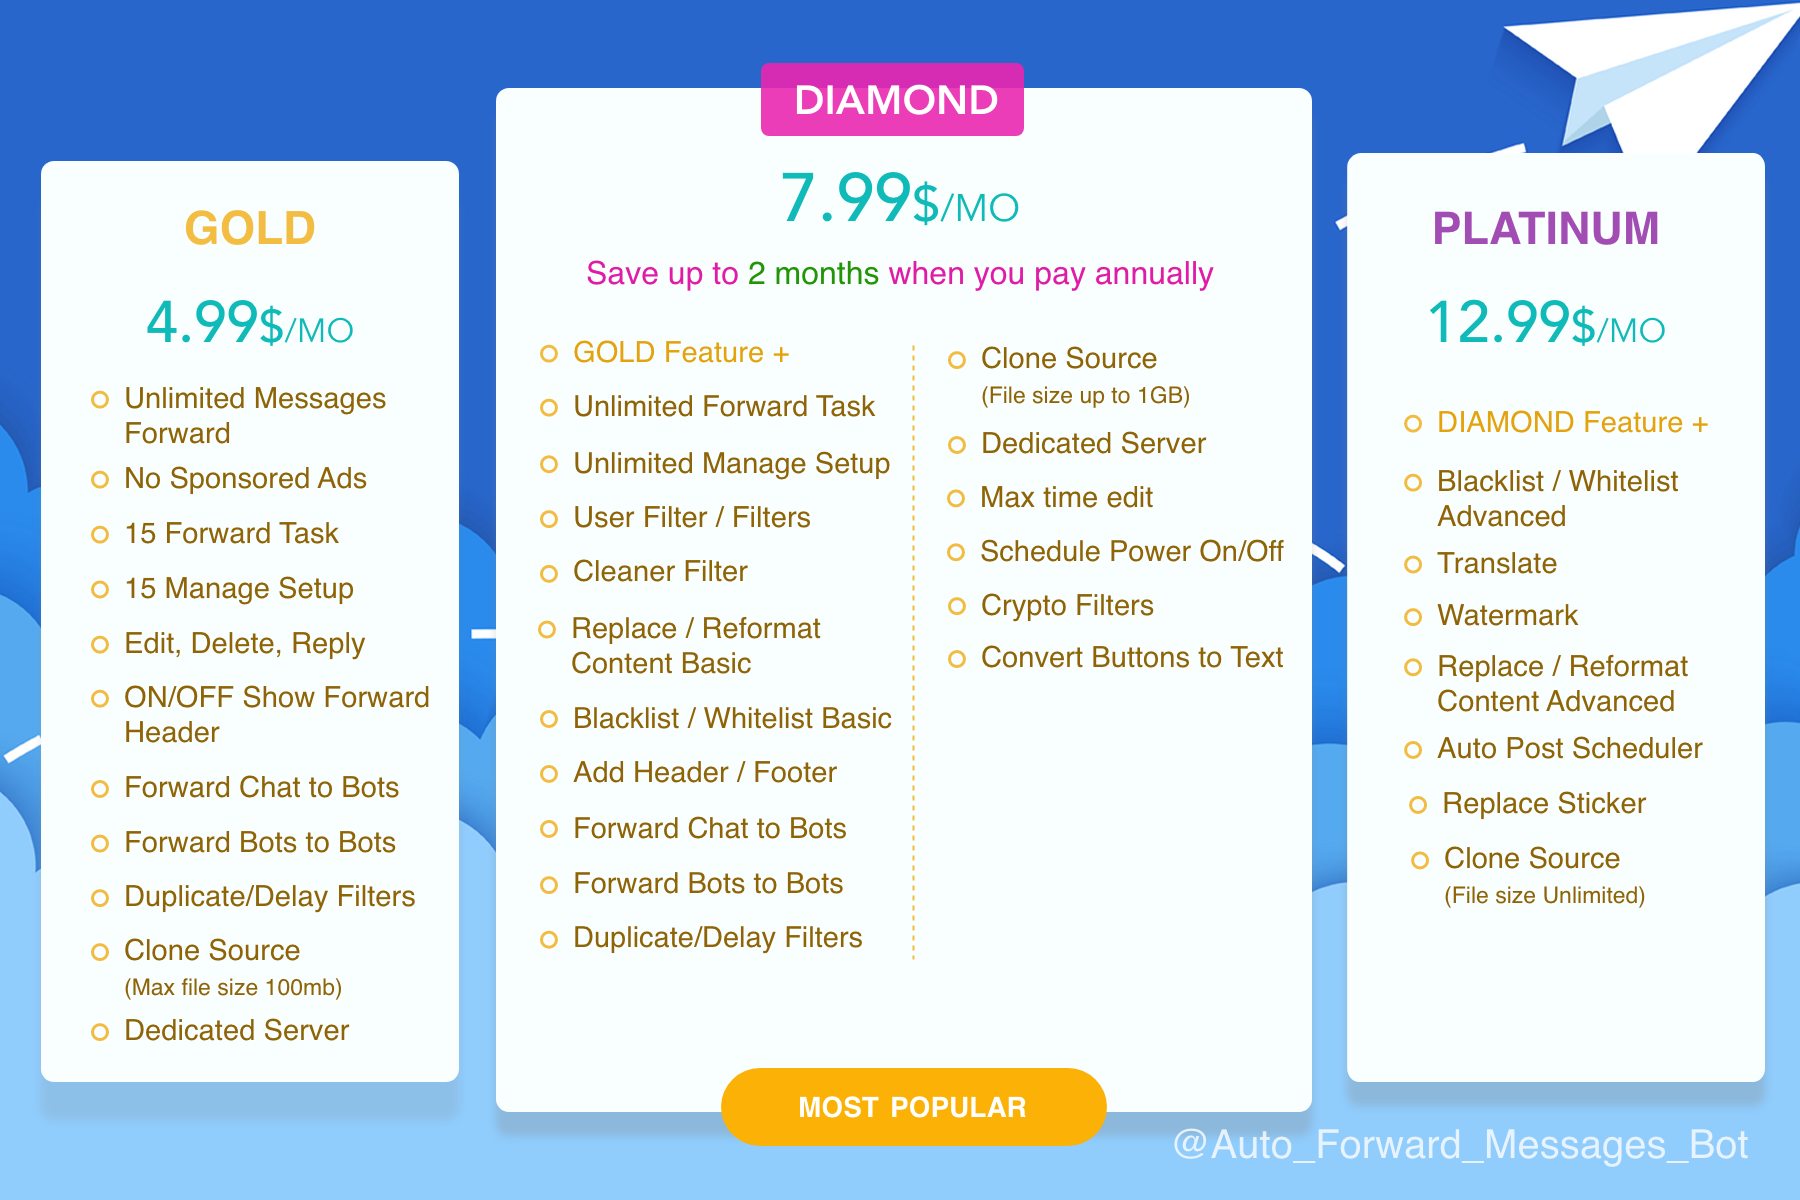 GOLD
4.99$/MO
Unlimited Messages
Forward
No Sponsored Ads
15 Forward Task
15 Manage Setup
Edit, Delete, Reply
ON/OFF Show Forward
Header
Forward Chat to Bots
Forward Bots to Bots
Duplicate/Delay Filters
Clone Source
(Max file size 100mb)
Dedicated Server
DIAMOND
7.99$/MO
Save up to 2 months when you pay annually
GOLD Feature +
Unlimited Forward Task
Unlimited Manage Setup
User Filter / Filters
Cleaner Filter
Replace / Reformat
Content Basic
Blacklist / Whitelist Basic
Add Header / Footer
Forward Chat to Bots
Forward Bots to Bots
Duplicate/Delay Filters
Clone Source
(File size up to 1GB)
Dedicated Server
Max time edit
Schedule Power On/Off
Crypto Filters
Convert Buttons to Text
MOST POPULAR
PLATINUM
12.99$/MO
DIAMOND Feature +
Blacklist / Whitelist
Advanced
Translate
Watermark
Replace / Reformat
Content Advanced
Auto Post Scheduler
Replace Sticker
Clone Source
(File size Unlimited)
@Auto_Forward_Messages_Bot